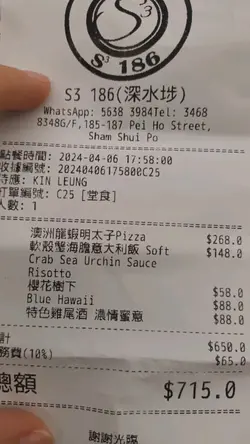 S³ 186
S3 186(深水埗)
WhatsApp: 5638 3984Tel: 3468
8348G/F,185-187 Pei Ho Street,
Sham Shui Po
點餐時間: 2024-04-06 17:58:00
收據編號: 20240406175800C25
待應: KIN LEUNG
訂單編號: C25 [堂食]
人數: 1
澳洲龍蝦明太子Pizza $268.0
軟殼蟹海膽意大利飯 Soft $148.0
Crab Sea Urchin Sauce
Risotto
櫻花樹下 $58.0
Blue Hawaii $88.0
特色雞尾酒 濃情蜜意 $88.0
計 $650.0
務費(10%) $65.0
總額 $715.0
謝謝光臨